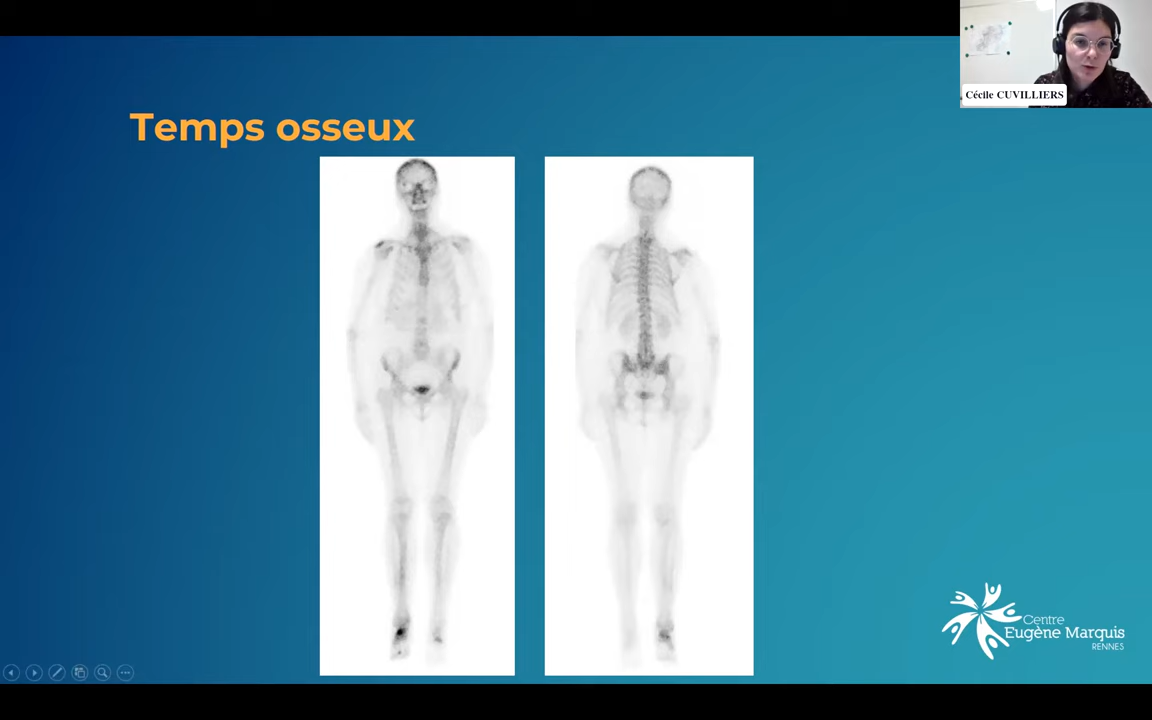 Cécile CUVILLIERS
Temps osseux
Centre
Eugène Marquis
RENNES